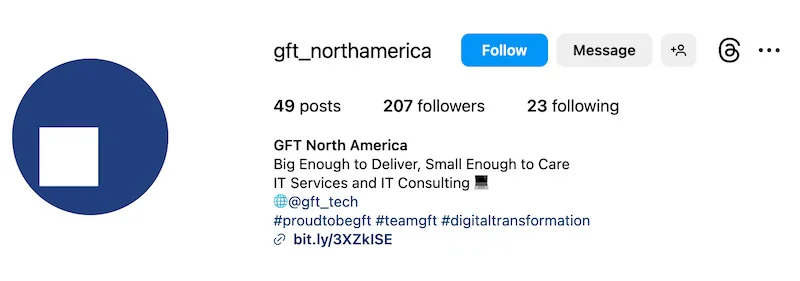 gft_northamerica Follow Message
49 posts 207 followers 23 following
GFT North America
Big Enough to Deliver, Small Enough to Care
IT Services and IT Consulting 💻
🌐@gft_tech
#proudtobegft #teamgft #digitaltransformation
bit.ly/3XZkISE